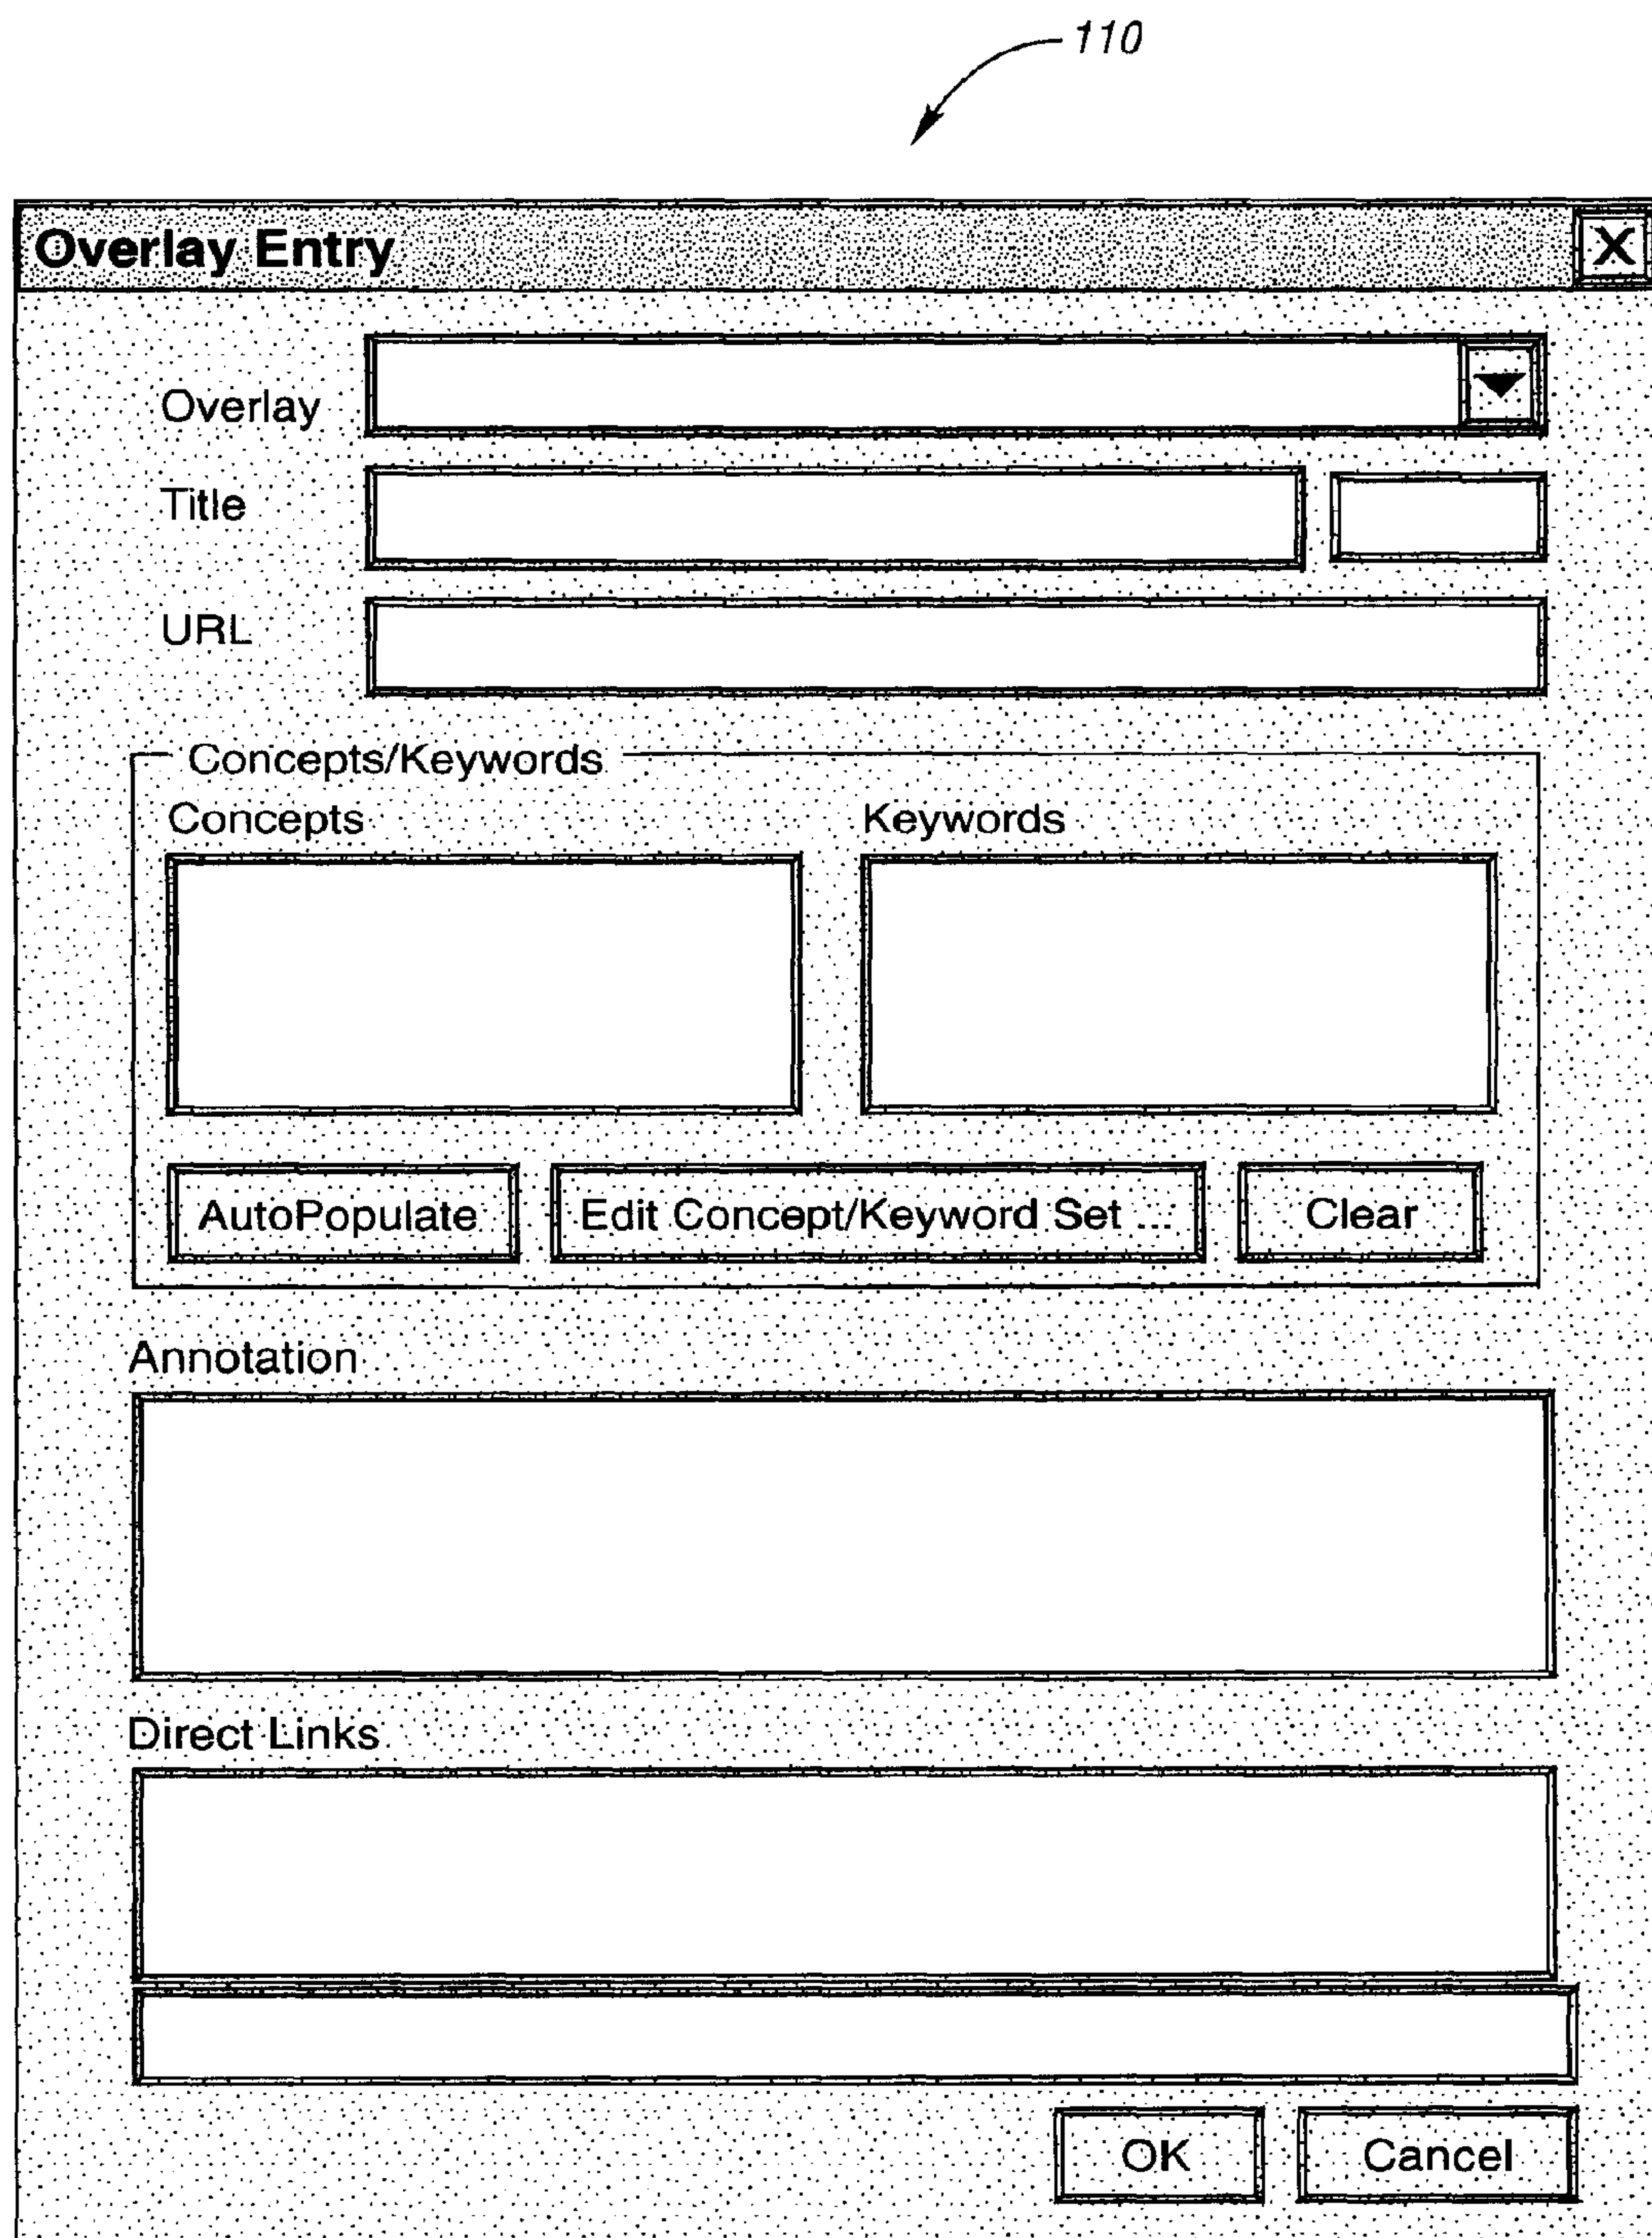 110
Overlay Entry X
Overlay
Title
URL
Concepts/Keywords
Concepts Keywords
AutoPopulate Edit Concept/Keyword Set ... Clear
Annotation
Direct Links
OK Cancel